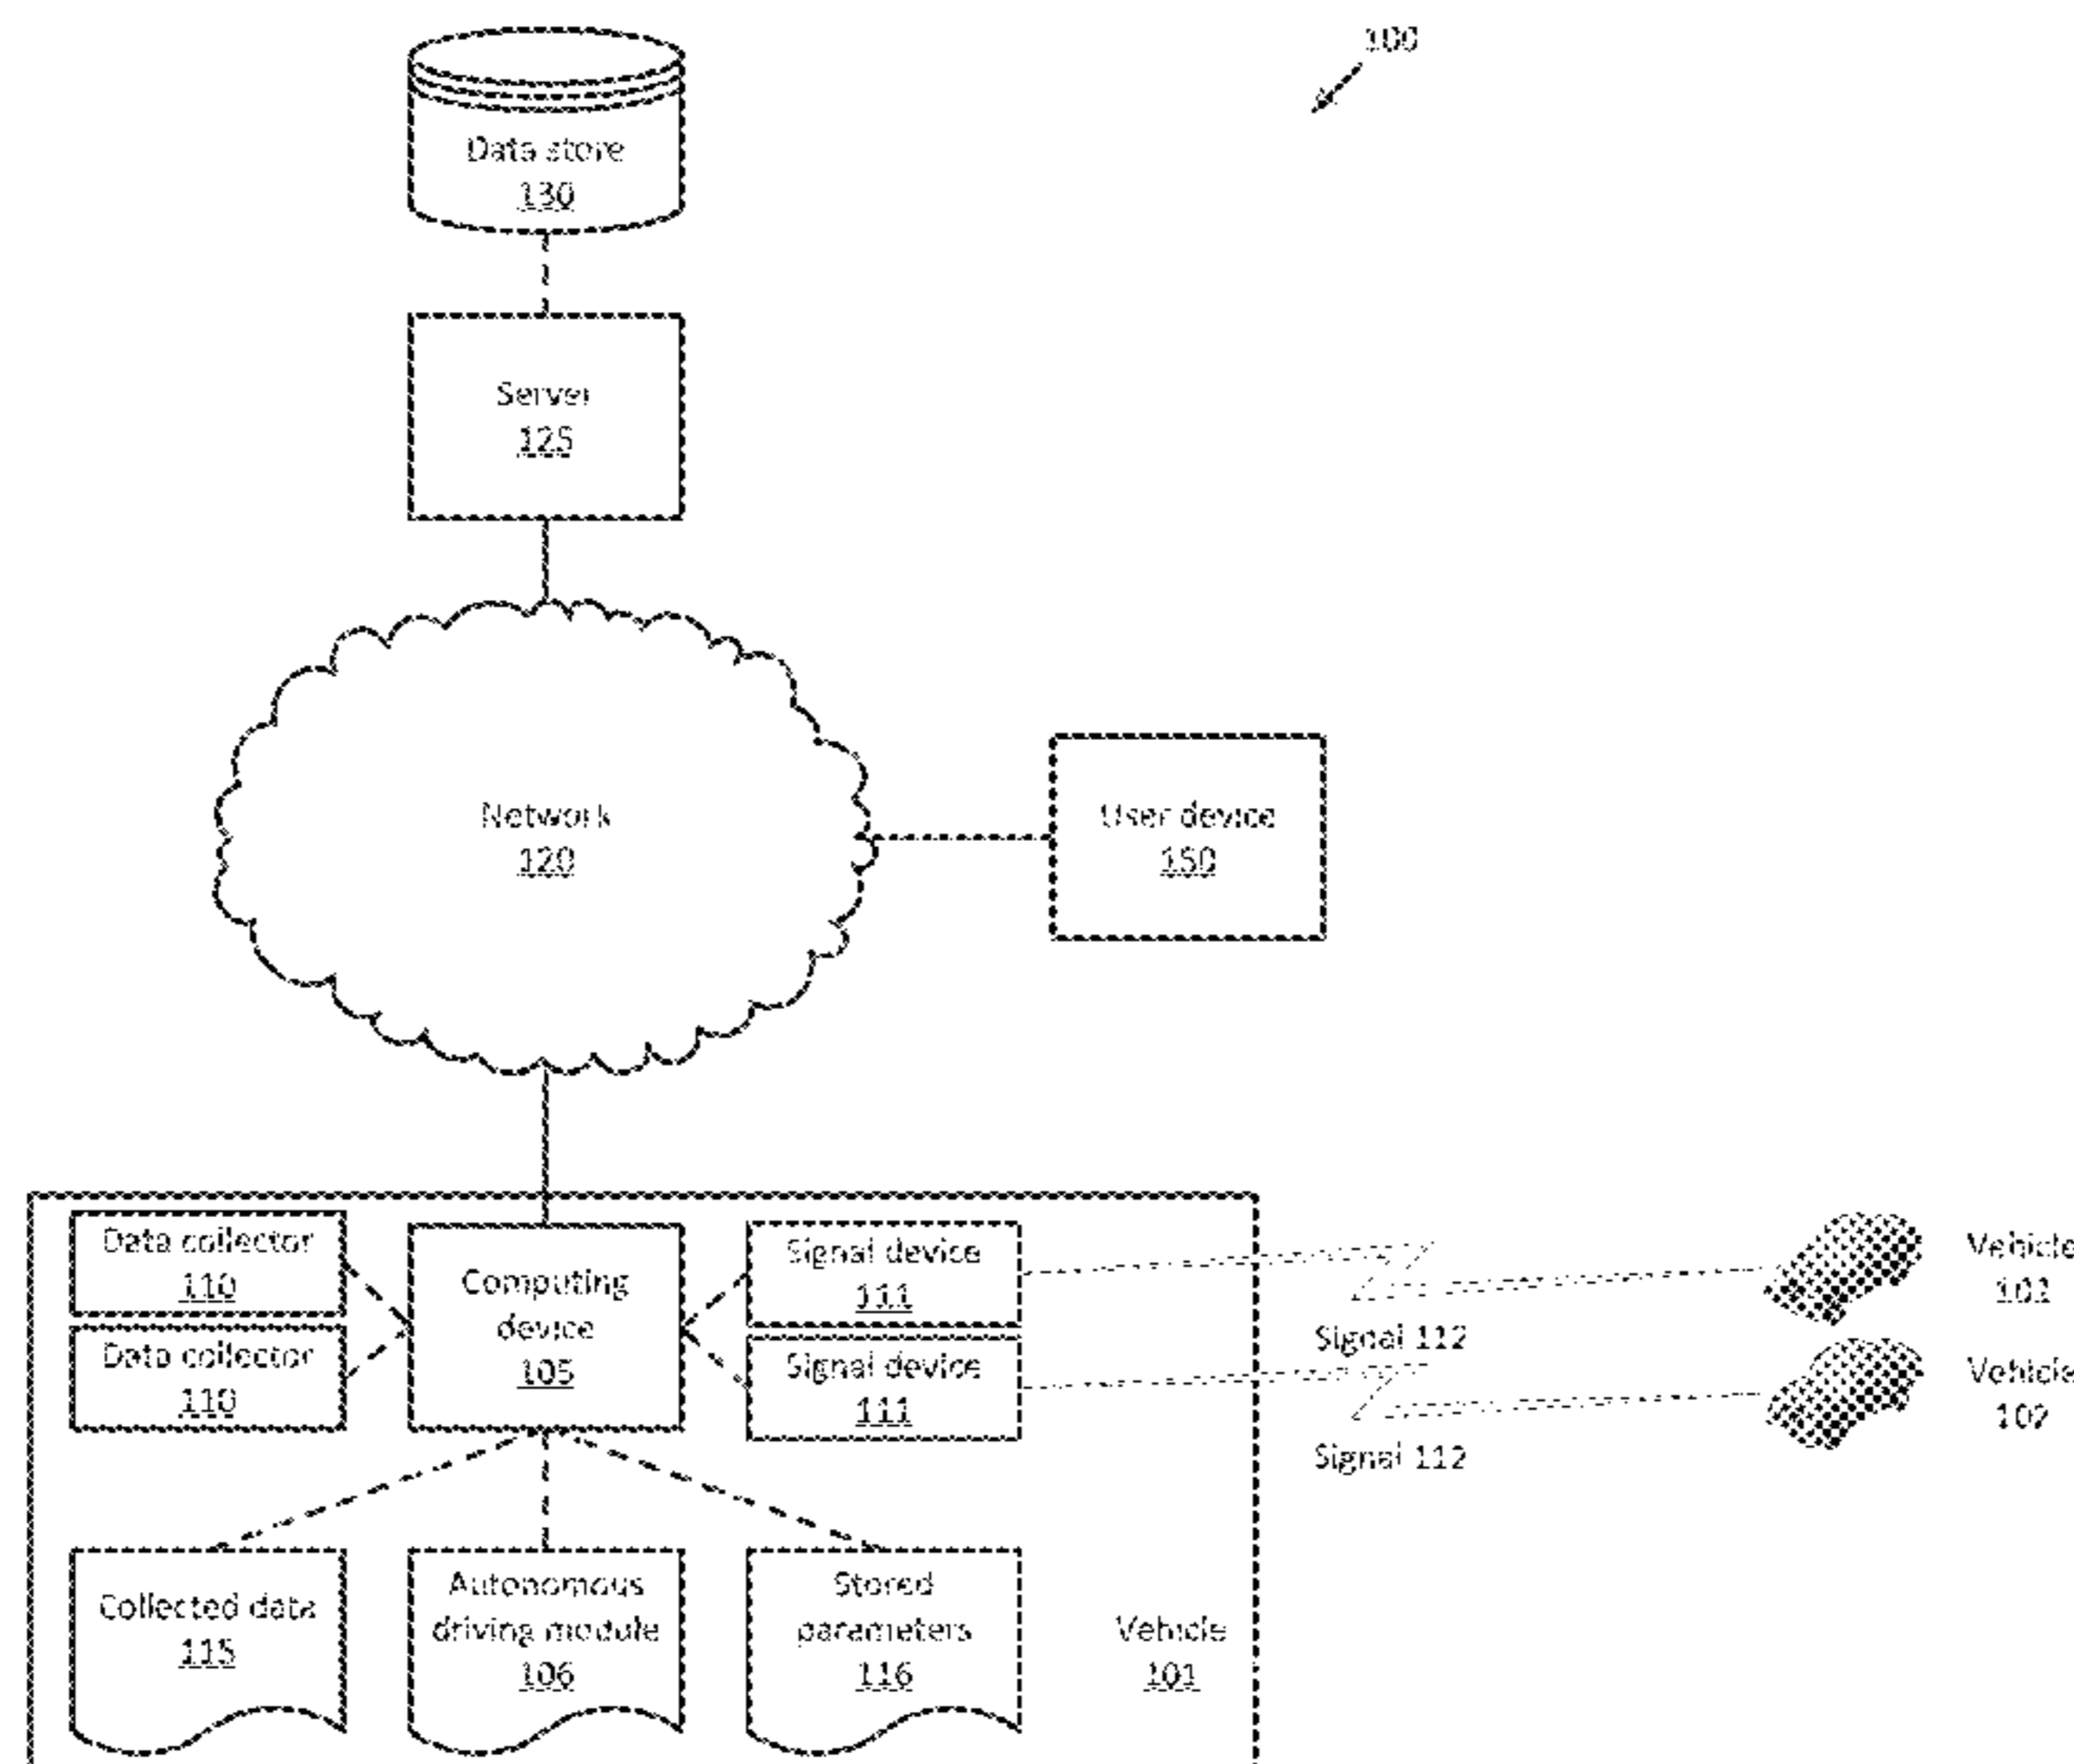 100
Data store
130
Server
125
Network
120
User device
150
Data collector
110
Data collector
110
Computing
device
105
Signal device
111
Signal device
111
Signal 112
Signal 112
Vehicle
Vehicle
102
Collected data
115
Autonomous
driving module
106
Stored
parameters
116
Vehicle
101